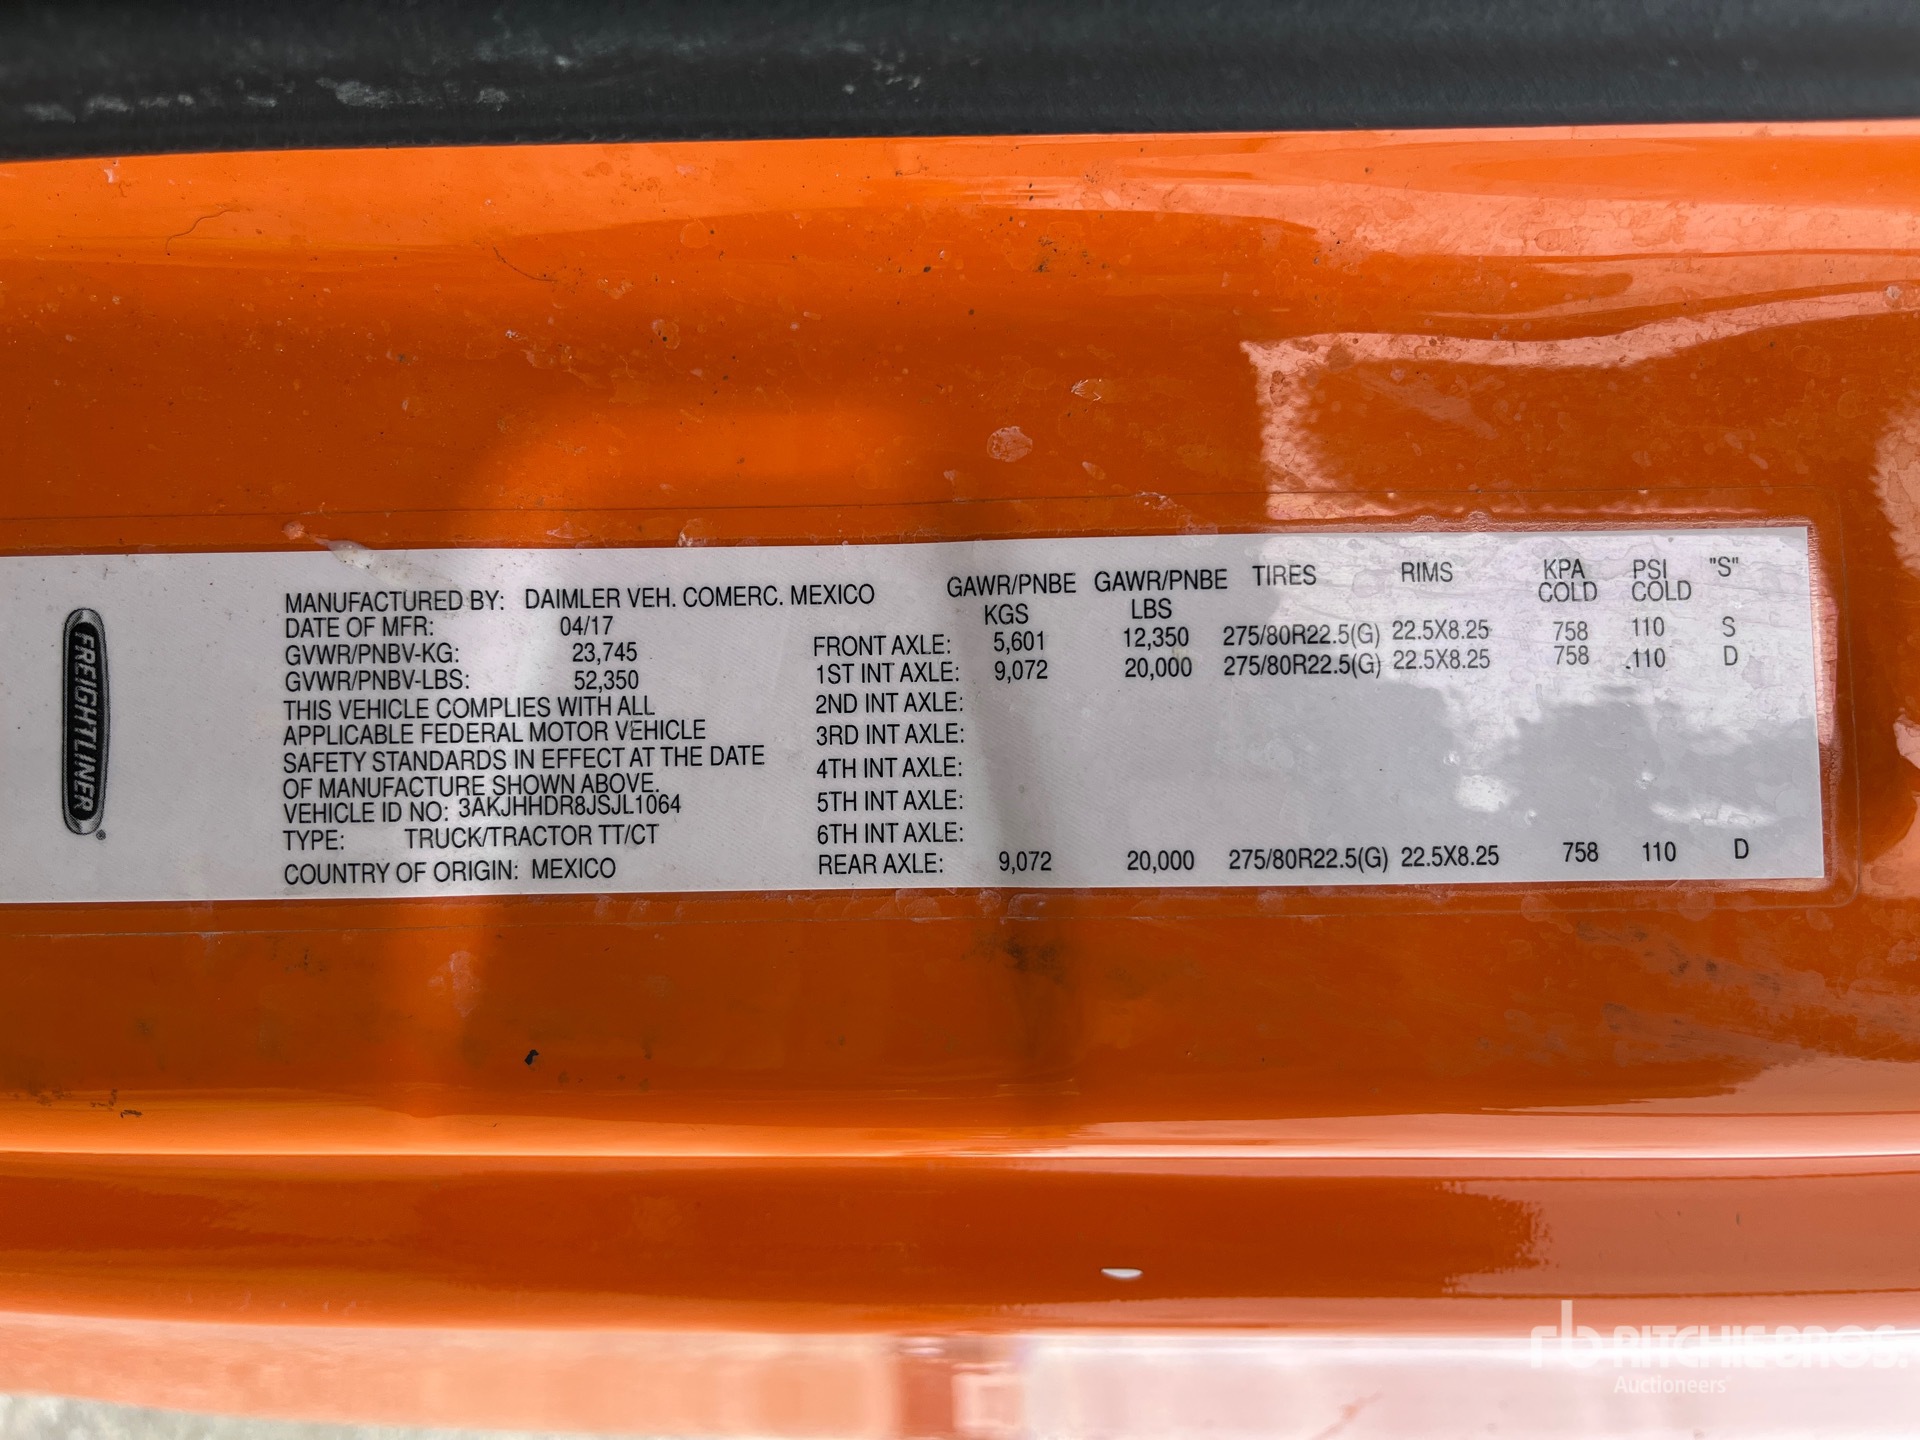 FREIGHTLINER®
MANUFACTURED BY: DAIMLER VEH. COMERC. MEXICO
DATE OF MFR: 04/17
GVWR/PNBV-KG: 23,745
GVWR/PNBV-LBS: 52,350
THIS VEHICLE COMPLIES WITH ALL
APPLICABLE FEDERAL MOTOR VEHICLE
SAFETY STANDARDS IN EFFECT AT THE DATE
OF MANUFACTURE SHOWN ABOVE.
VEHICLE ID NO: 3AKJHHDR8JSJL1064
TYPE: TRUCK/TRACTOR TT/CT
COUNTRY OF ORIGIN: MEXICO
GAWR/PNBE GAWR/PNBE TIRES RIMS KPA PSI "S"
KGS LBS COLD COLD
FRONT AXLE: 5,601 12,350 275/80R22.5(G) 22.5X8.25 758 110 S
1ST INT AXLE: 9,072 20,000 275/80R22.5(G) 22.5X8.25 758 110 D
2ND INT AXLE:
3RD INT AXLE:
4TH INT AXLE:
5TH INT AXLE:
6TH INT AXLE:
REAR AXLE: 9,072 20,000 275/80R22.5(G) 22.5X8.25 758 110 D
rb RITCHIE BROS.
Auctioneers